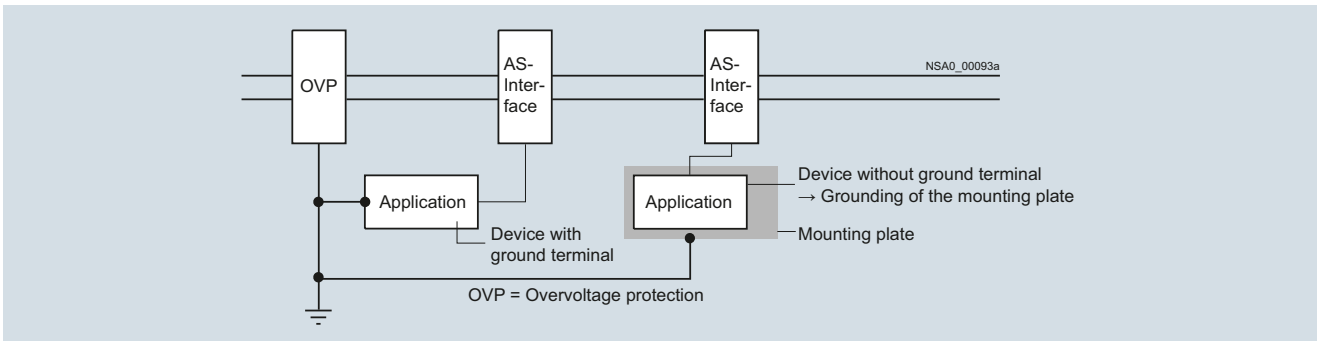 OVP
AS-
Inter-
face
AS-
Inter-
face
NSA0_00093a
Application
Device with
ground terminal
Application
Device without ground terminal
→ Grounding of the mounting plate
Mounting plate
OVP = Overvoltage protection